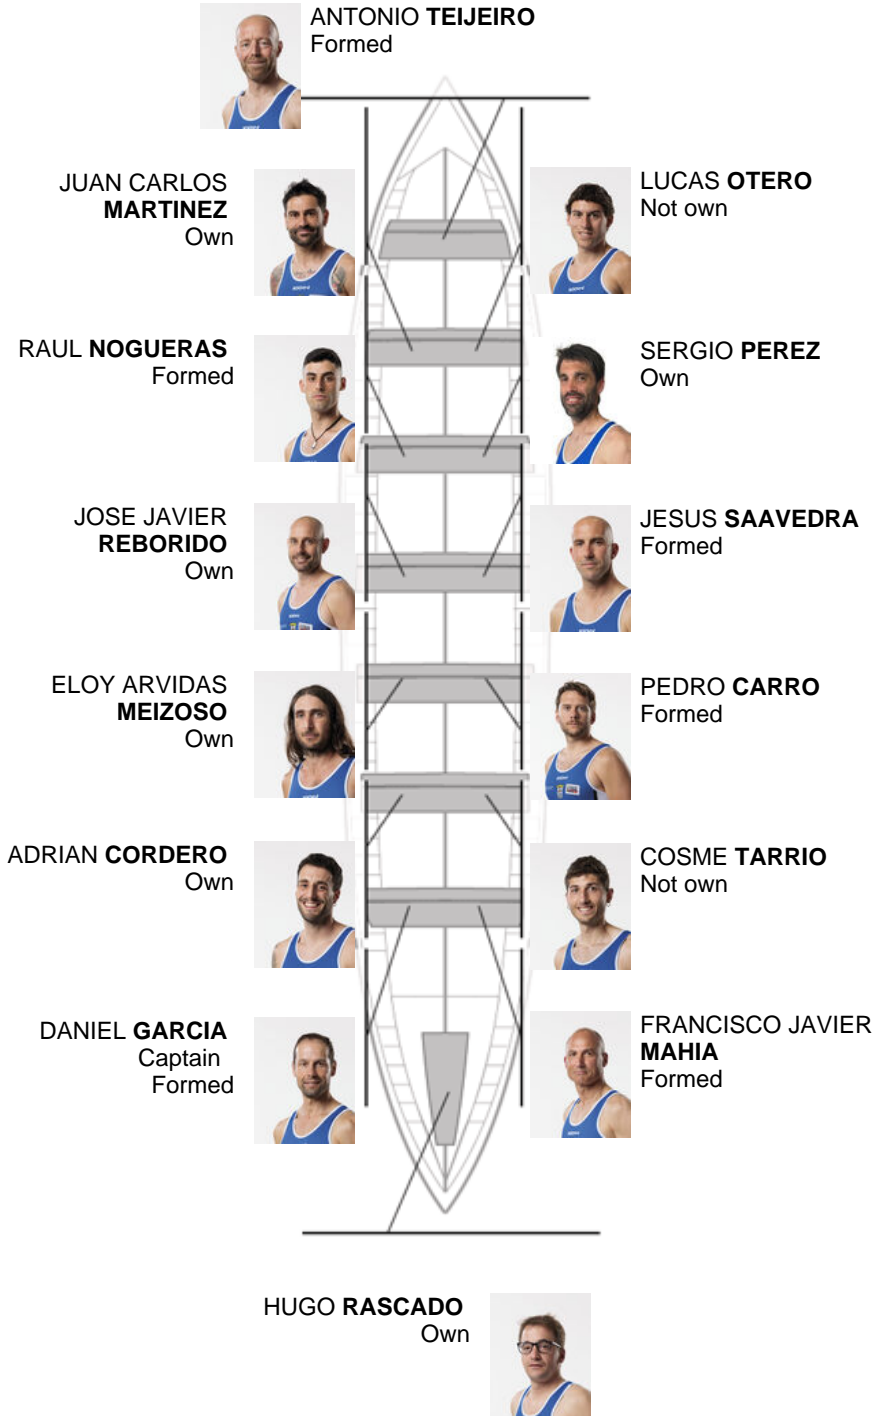 ANTONIO TEIJEIRO
Formed
JUAN CARLOS
MARTINEZ
Own
LUCAS OTERO
Not own
RAUL NOGUERAS
Formed
SERGIO PEREZ
Own
JOSE JAVIER
REBORIDO
Own
JESUS SAAVEDRA
Formed
ELOY ARVIDAS
MEIZOSO
Own
PEDRO CARRO
Formed
ADRIAN CORDERO
Own
COSME TARRIO
Not own
DANIEL GARCIA
Captain
Formed
FRANCISCO JAVIER
MAHIA
Formed
HUGO RASCADO
Own